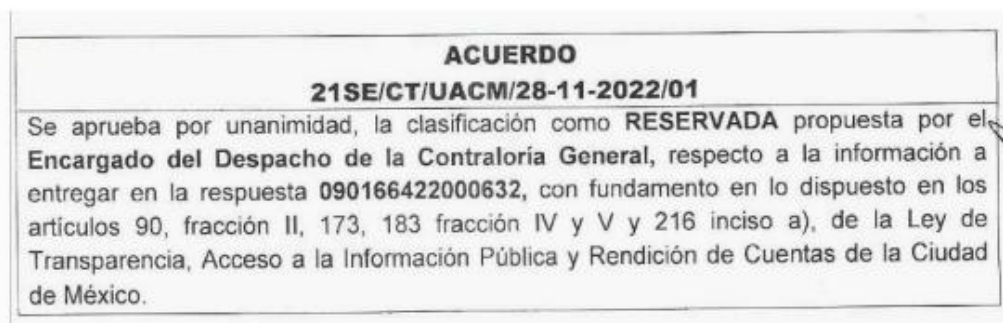 ACUERDO
21SE/CT/UACM/28-11-2022/01
Se aprueba por unanimidad, la clasificación como RESERVADA propuesta por el
Encargado del Despacho de la Contraloría General, respecto a la información a
entregar en la respuesta 090166422000632, con fundamento en lo dispuesto en los
artículos 90, fracción II, 173, 183 fracción IV y V y 216 inciso a), de la Ley de
Transparencia, Acceso a la Información Pública y Rendición de Cuentas de la Ciudad
de México.